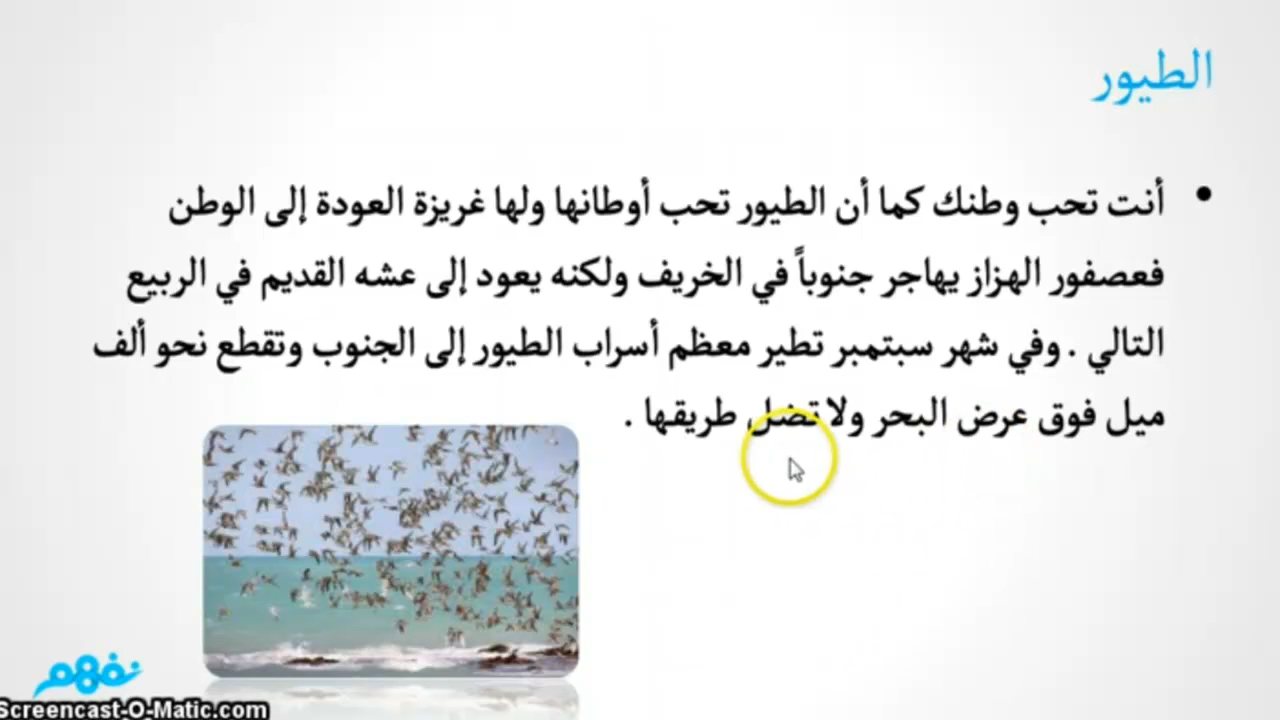 الطيور
• أنت تحب وطنك كما أن الطيور تحب أوطانها ولها غريزة العودة إلى الوطن
فعصفور الهزاز يهاجر جنوباً في الخريف ولكنه يعود إلى عشه القديم في الربيع
التالي . وفي شهر سبتمبر تطير معظم أسراب الطيور إلى الجنوب وتقطع نحو ألف
ميل فوق عرض البحر ولا تضل طريقها .
نفهم
Screencast-O-Matic.com